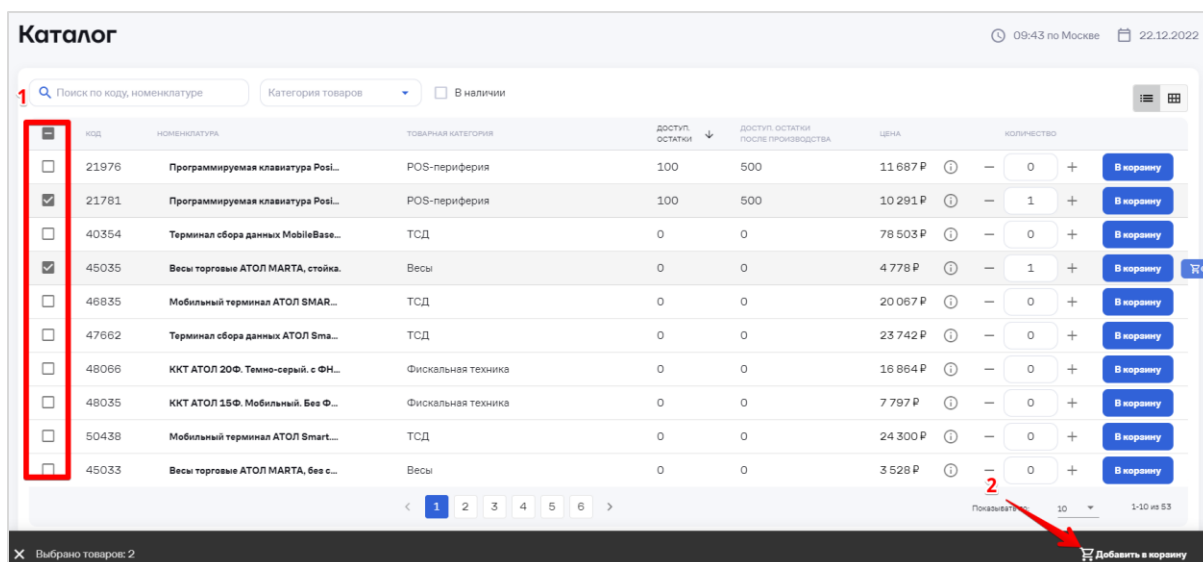 Каталог
09:43 по Москве 22.12.2022
1 Поиск по коду, номенклатуре Категория товаров В наличии
КОД НОМЕНКЛАТУРА ТОВАРНАЯ КАТЕГОРИЯ ДОСТУП. ОСТАТКИ ДОСТУП. ОСТАТКИ ПОСЛЕ ПРОИЗВОДСТВА ЦЕНА КОЛИЧЕСТВО
21976 Программируемая клавиатура Posi... POS-периферия 100 500 11 687 ₽ 0 В корзину
21781 Программируемая клавиатура Posi... POS-периферия 100 500 10 291 ₽ 1 В корзину
40354 Терминал сбора данных MobileBase... ТСД 0 0 78 503 ₽ 0 В корзину
45035 Весы торговые АТОЛ MARTA, стойка. Весы 0 0 4 778 ₽ 1 В корзину
46835 Мобильный терминал АТОЛ SMAR... ТСД 0 0 20 067 ₽ 0 В корзину
47662 Терминал сбора данных АТОЛ Sma... ТСД 0 0 23 742 ₽ 0 В корзину
48066 ККТ АТОЛ 20Ф. Темно-серый. с ФН... Фискальная техника 0 0 16 864 ₽ 0 В корзину
48035 ККТ АТОЛ 15Ф. Мобильный. Без Ф... Фискальная техника 0 0 7 797 ₽ 0 В корзину
50438 Мобильный терминал АТОЛ Smart.... ТСД 0 0 24 300 ₽ 0 В корзину
45033 Весы торговые АТОЛ MARTA, без с... Весы 0 0 3 528 ₽ 0 В корзину
2
1 2 3 4 5 6 Показывать 10 1-10 из 53
Выбрано товаров: 2 Добавить в корзину